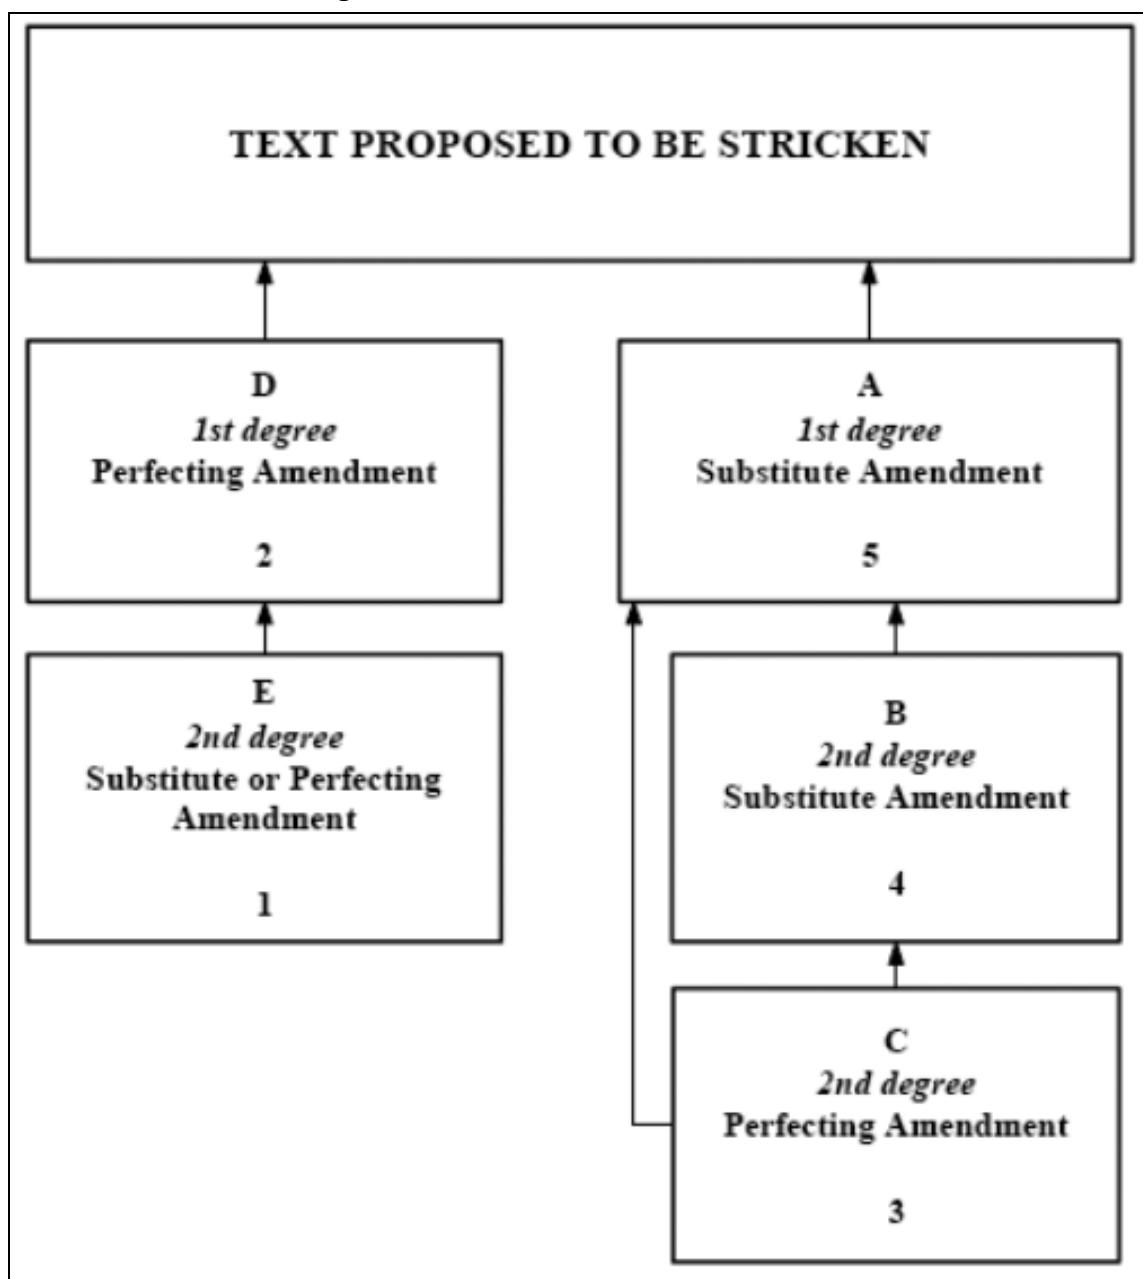 TEXT PROPOSED TO BE STRICKEN
D
1st degree
Perfecting Amendment
2
A
1st degree
Substitute Amendment
5
E
2nd degree
Substitute or Perfecting
Amendment
1
B
2nd degree
Substitute Amendment
4
C
2nd degree
Perfecting Amendment
3